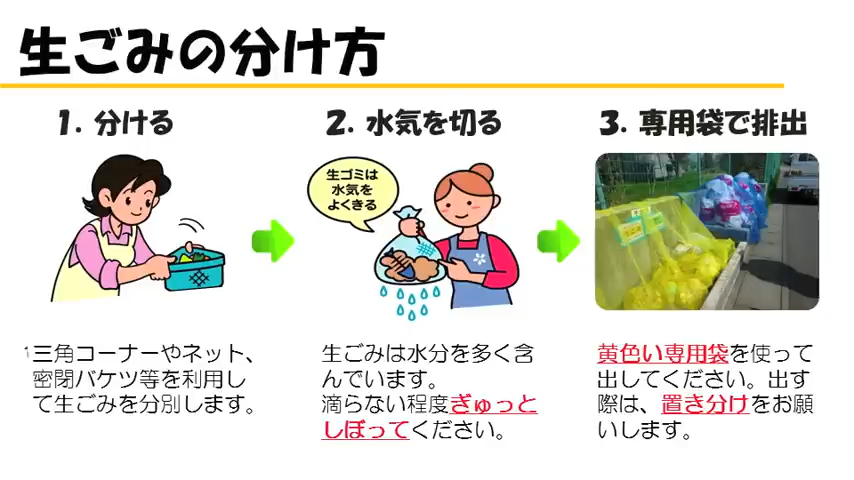 生ごみの分け方
1. 分ける
2. 水気を切る
3. 専用袋で排出
生ゴミは
水気を
よくきる
三角コーナーやネット、
密閉バケツ等を利用し
て生ごみを分別します。
生ごみは水分を多く含
んでいます。
滴らない程度ぎゅっと
しぼってください。
黄色い専用袋を使って
出してください。出す
際は、置き分けをお願
いします。